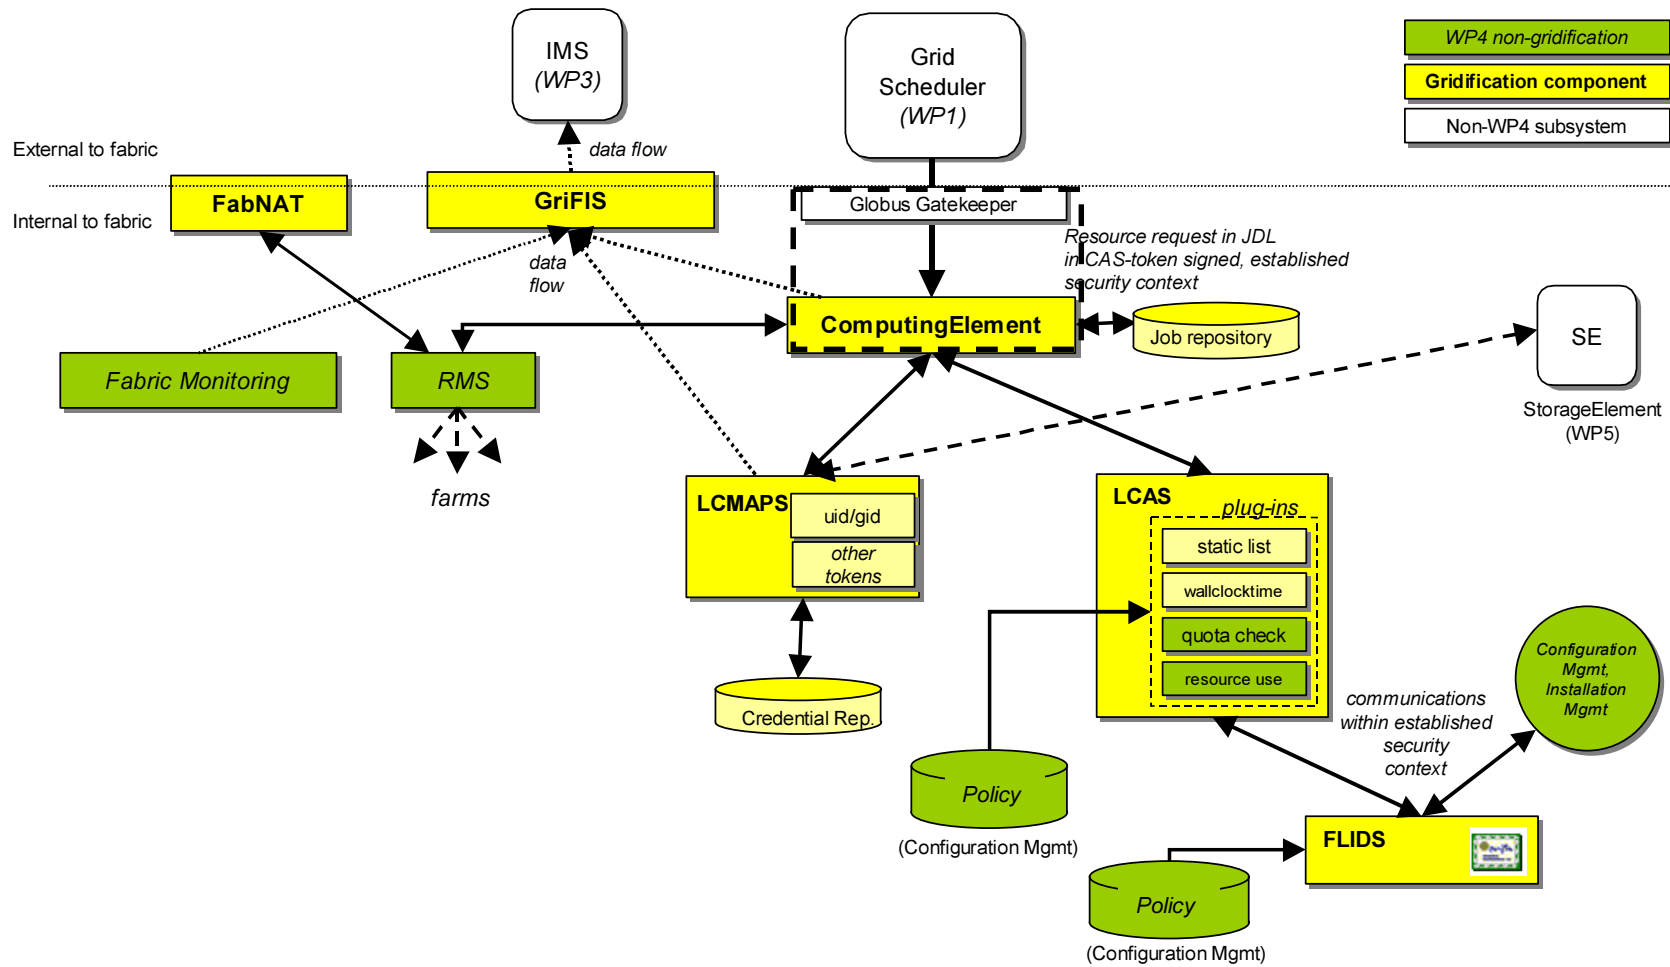 IMS
(WP3)
Grid
Scheduler
(WP1)
WP4 non-gridification
Gridification component
Non-WP4 subsystem
External to fabric
data flow
Internal to fabric
FabNAT
GriFIS
Globus Gatekeeper
Resource request in JDL
in CAS-token signed, established
security context
data
flow
ComputingElement
Job repository
SE
StorageElement
(WP5)
Fabric Monitoring
RMS
farms
LCMAPS
uid/gid
other
tokens
Credential Rep.
LCAS
plug-ins
static list
wallclocktime
quota check
resource use
Configuration
Mgmt,
Installation
Mgmt
communications
within established
security
context
Policy
(Configuration Mgmt)
FLIDS
Policy
(Configuration Mgmt)